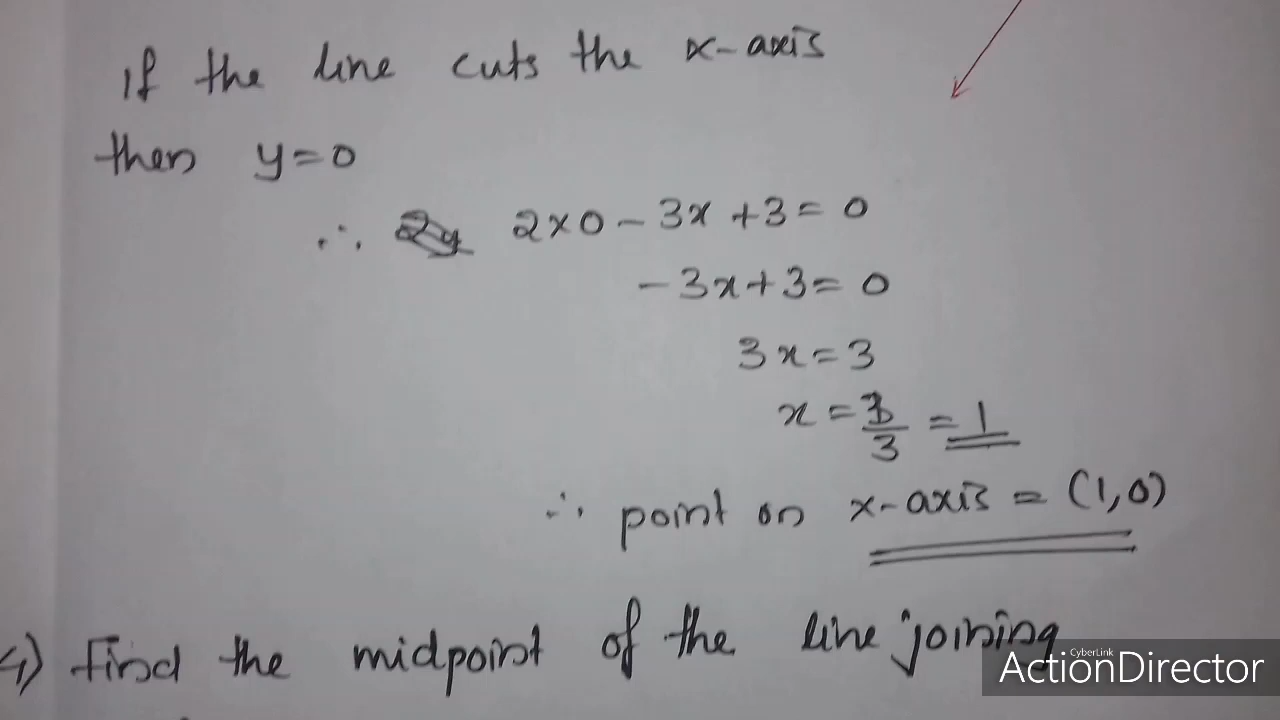 If the line cuts the x-axis
then y=0
∴ 2×0 - 3x + 3 = 0
-3x + 3 = 0
3x = 3
x = 3/3 = 1
∴ point on x-axis = (1,0)
4) Find the midpoint of the line joining
CyberLink
ActionDirector